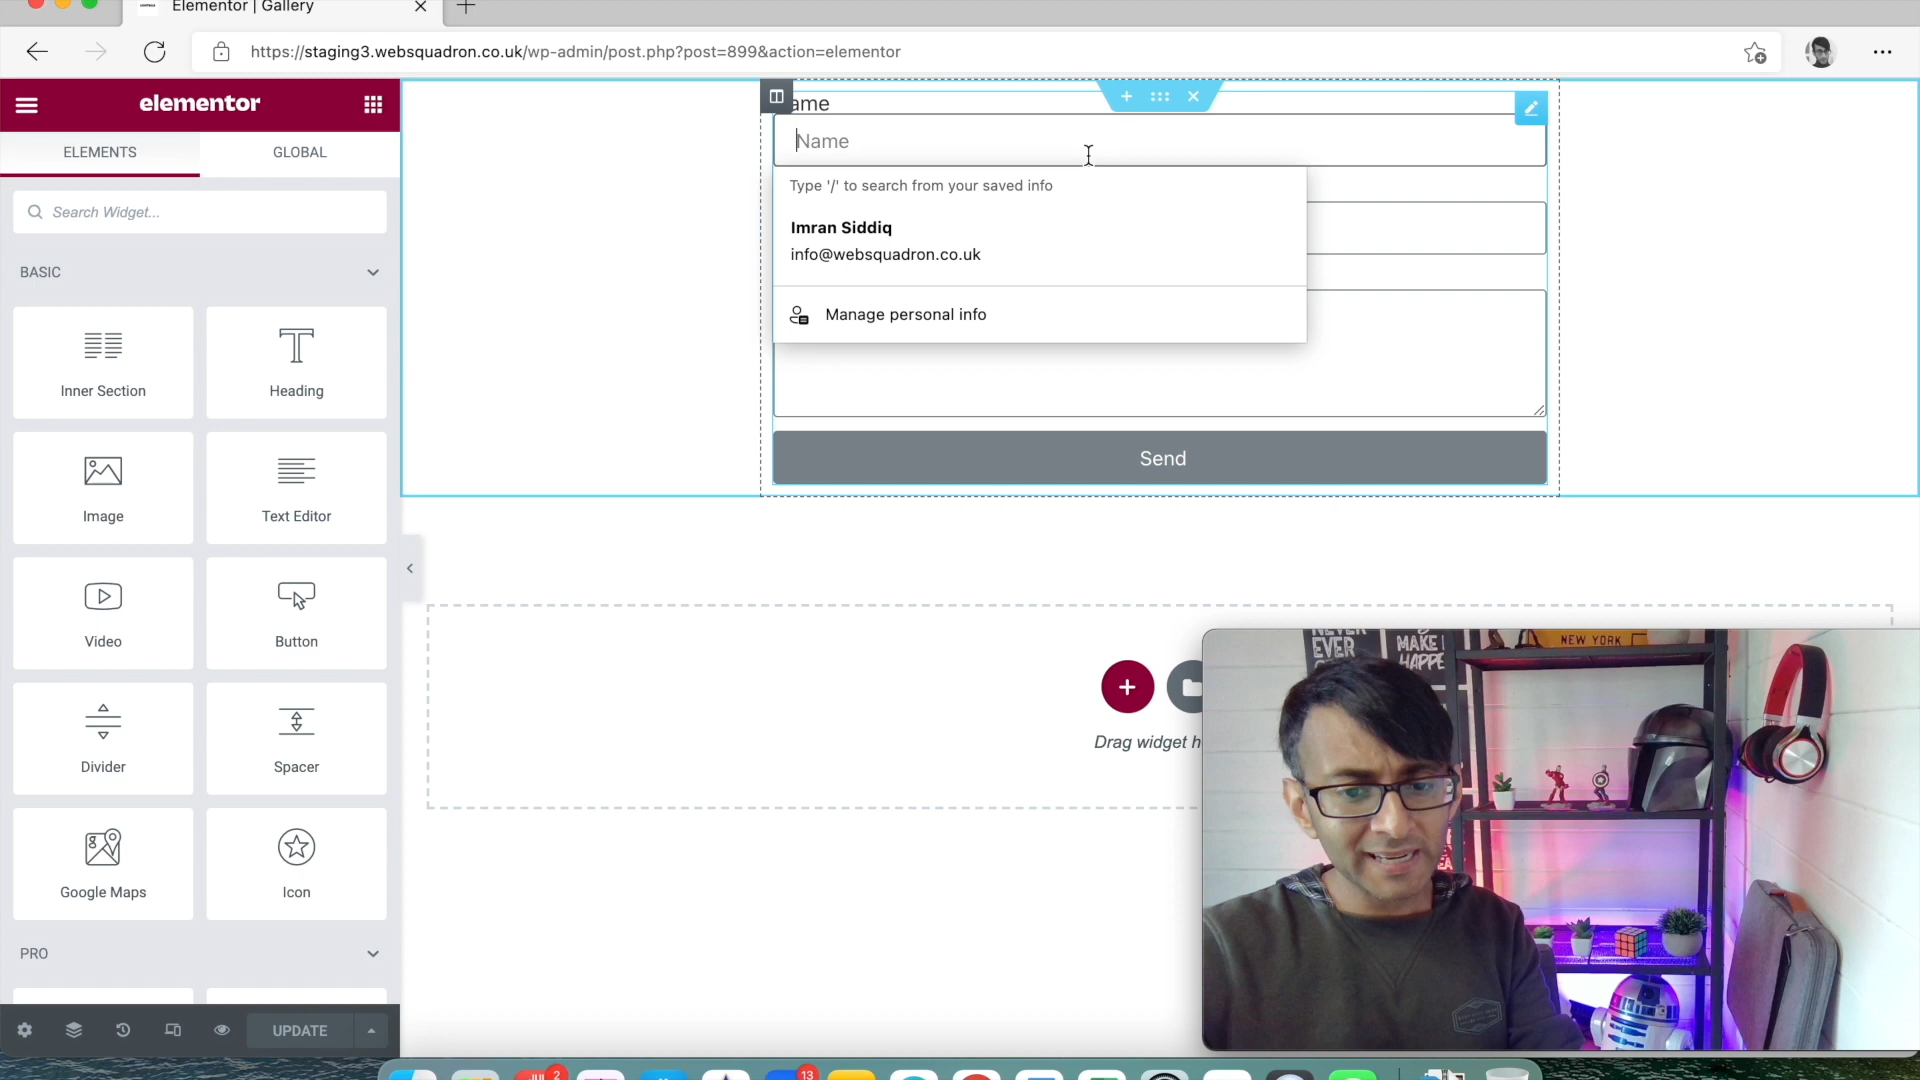 Elementor | Gallery
https://staging3.websquadron.co.uk/wp-admin/post.php?post=899&action=elementor
elementor
ELEMENTS
GLOBAL
Search Widget...
BASIC
Inner Section
Heading
Image
Text Editor
Video
Button
Divider
Spacer
Google Maps
Icon
PRO
UPDATE
ame
Name
Type '/' to search from your saved info
Imran Siddiq
info@websquadron.co.uk
Manage personal info
Send
Drag widget h
NEVER
EVER
MAKE
HAPPE
NEW YORK
2
13